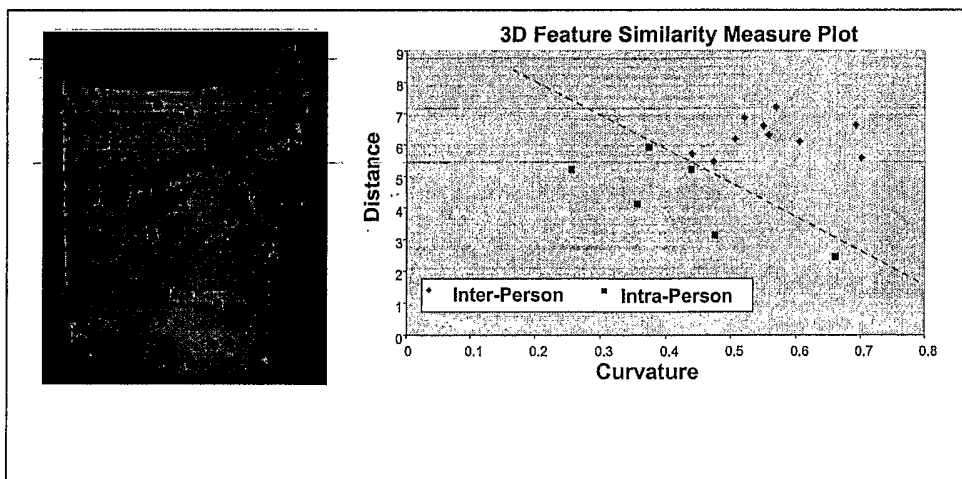 3D Feature Similarity Measure Plot
9
8
7
6
5
4
3
2
1
0
Distance
Inter-Person Intra-Person
0 0.1 0.2 0.3 0.4 0.5 0.6 0.7 0.8
Curvature